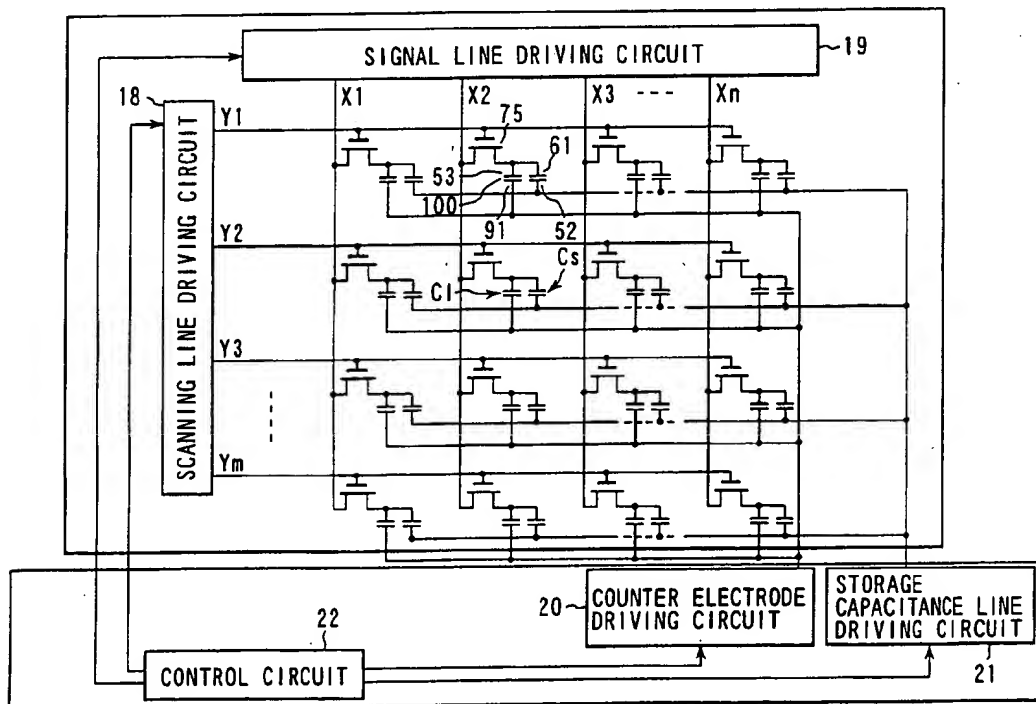 SIGNAL LINE DRIVING CIRCUIT
19
18
X1
X2
X3
Xn
SCANNING LINE DRIVING CIRCUIT
Y1
75
61
53
100
91
52
Y2
Cs
Cl
Y3
Ym
20
COUNTER ELECTRODE
DRIVING CIRCUIT
STORAGE
CAPACITANCE LINE
DRIVING CIRCUIT
21
22
CONTROL CIRCUIT